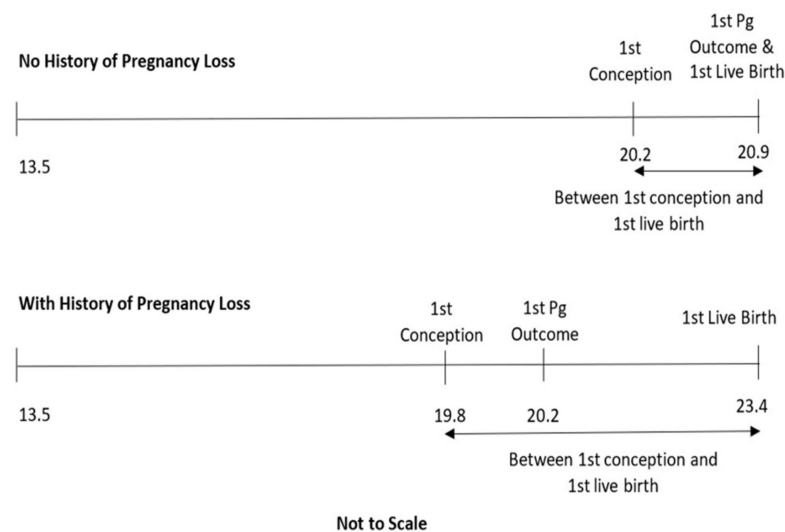 No History of Pregnancy Loss
1st
Conception
1st Pg
Outcome &
1st Live Birth
13.5
20.2
20.9
Between 1st conception and
1st live birth
With History of Pregnancy Loss
1st
Conception
1st Pg
Outcome
1st Live Birth
13.5
19.8
20.2
23.4
Between 1st conception and
1st live birth
Not to Scale